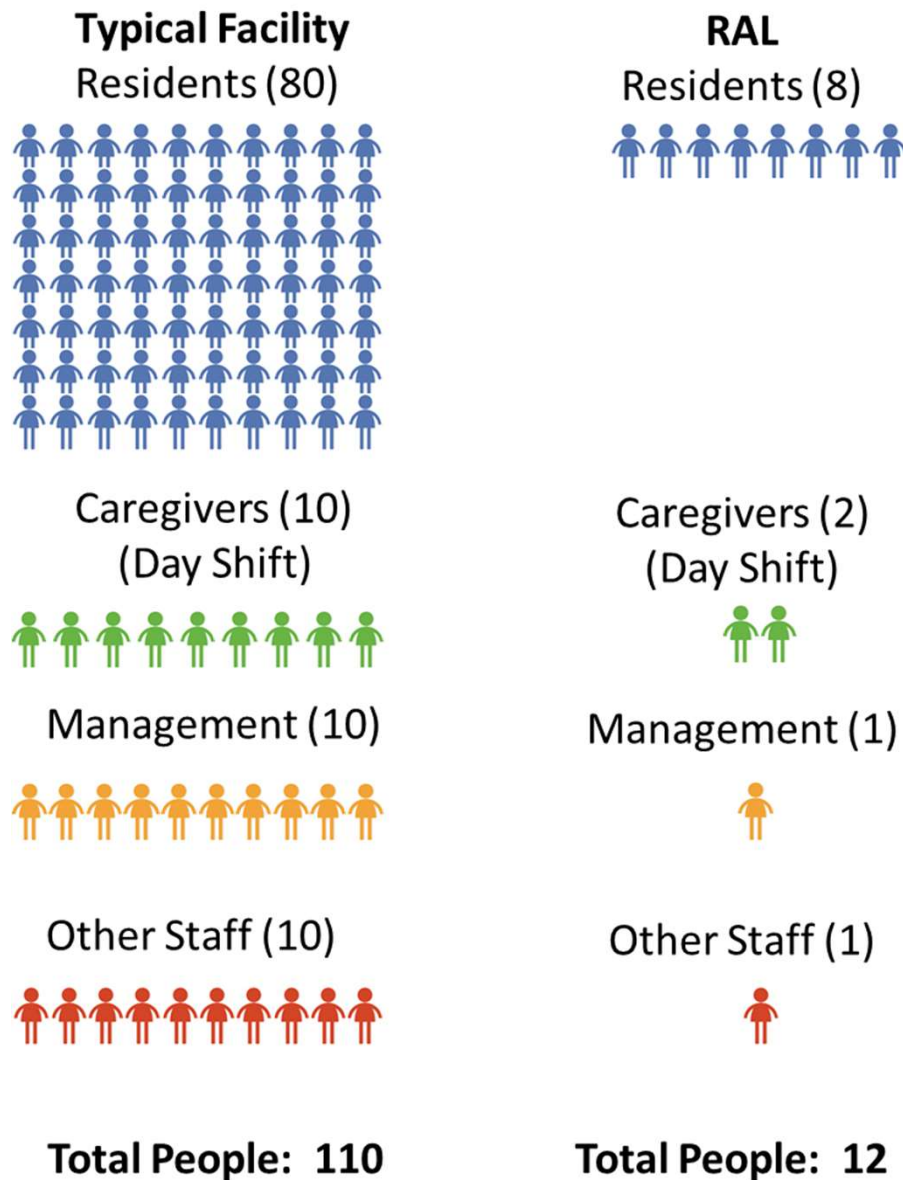 Typical Facility
Residents (80)
Caregivers (10)
(Day Shift)
Management (10)
Other Staff (10)
Total People: 110
RAL
Residents (8)
Caregivers (2)
(Day Shift)
Management (1)
Other Staff (1)
Total People: 12